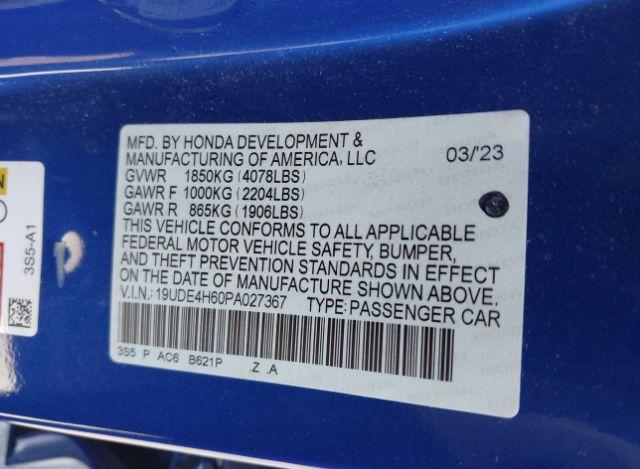 MFD. BY HONDA DEVELOPMENT &
MANUFACTURING OF AMERICA, LLC 03/'23
GVWR 1850KG (4078LBS)
GAWR F 1000KG (2204LBS)
GAWR R 865KG (1906LBS)
THIS VEHICLE CONFORMS TO ALL APPLICABLE
FEDERAL MOTOR VEHICLE SAFETY, BUMPER,
AND THEFT PREVENTION STANDARDS IN EFFECT
ON THE DATE OF MANUFACTURE SHOWN ABOVE.
V.I.N.: 19UDE4H60PA027367 TYPE: PASSENGER CAR
3S5 P AC6 B621P .Z .A
3S5-A1
P